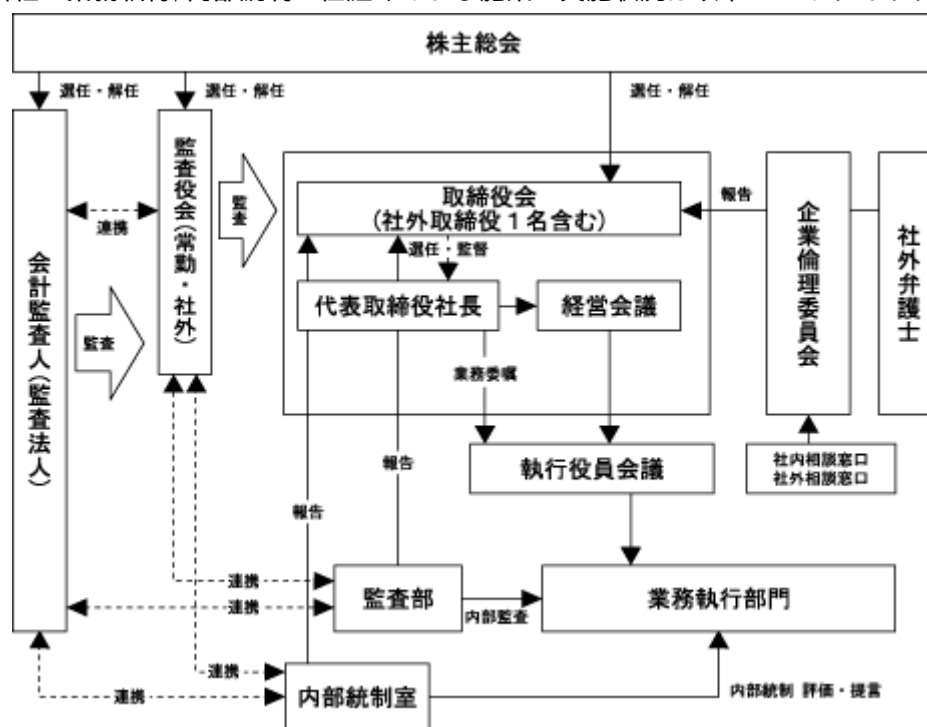 株主総会
選任・解任
選任・解任
選任・解任
会計監査人(監査法人)
監査役会(常勤・社外)
監査
連携
監査
取締役会
(社外取締役1名含む)
選任・監督
代表取締役社長
経営会議
業務委嘱
報告
企業倫理委員会
社外弁護士
社内相談窓口
社外相談窓口
執行役員会議
報告
報告
連携
連携
監査部
内部監査
業務執行部門
連携
連携
内部統制室
内部統制 評価・提言